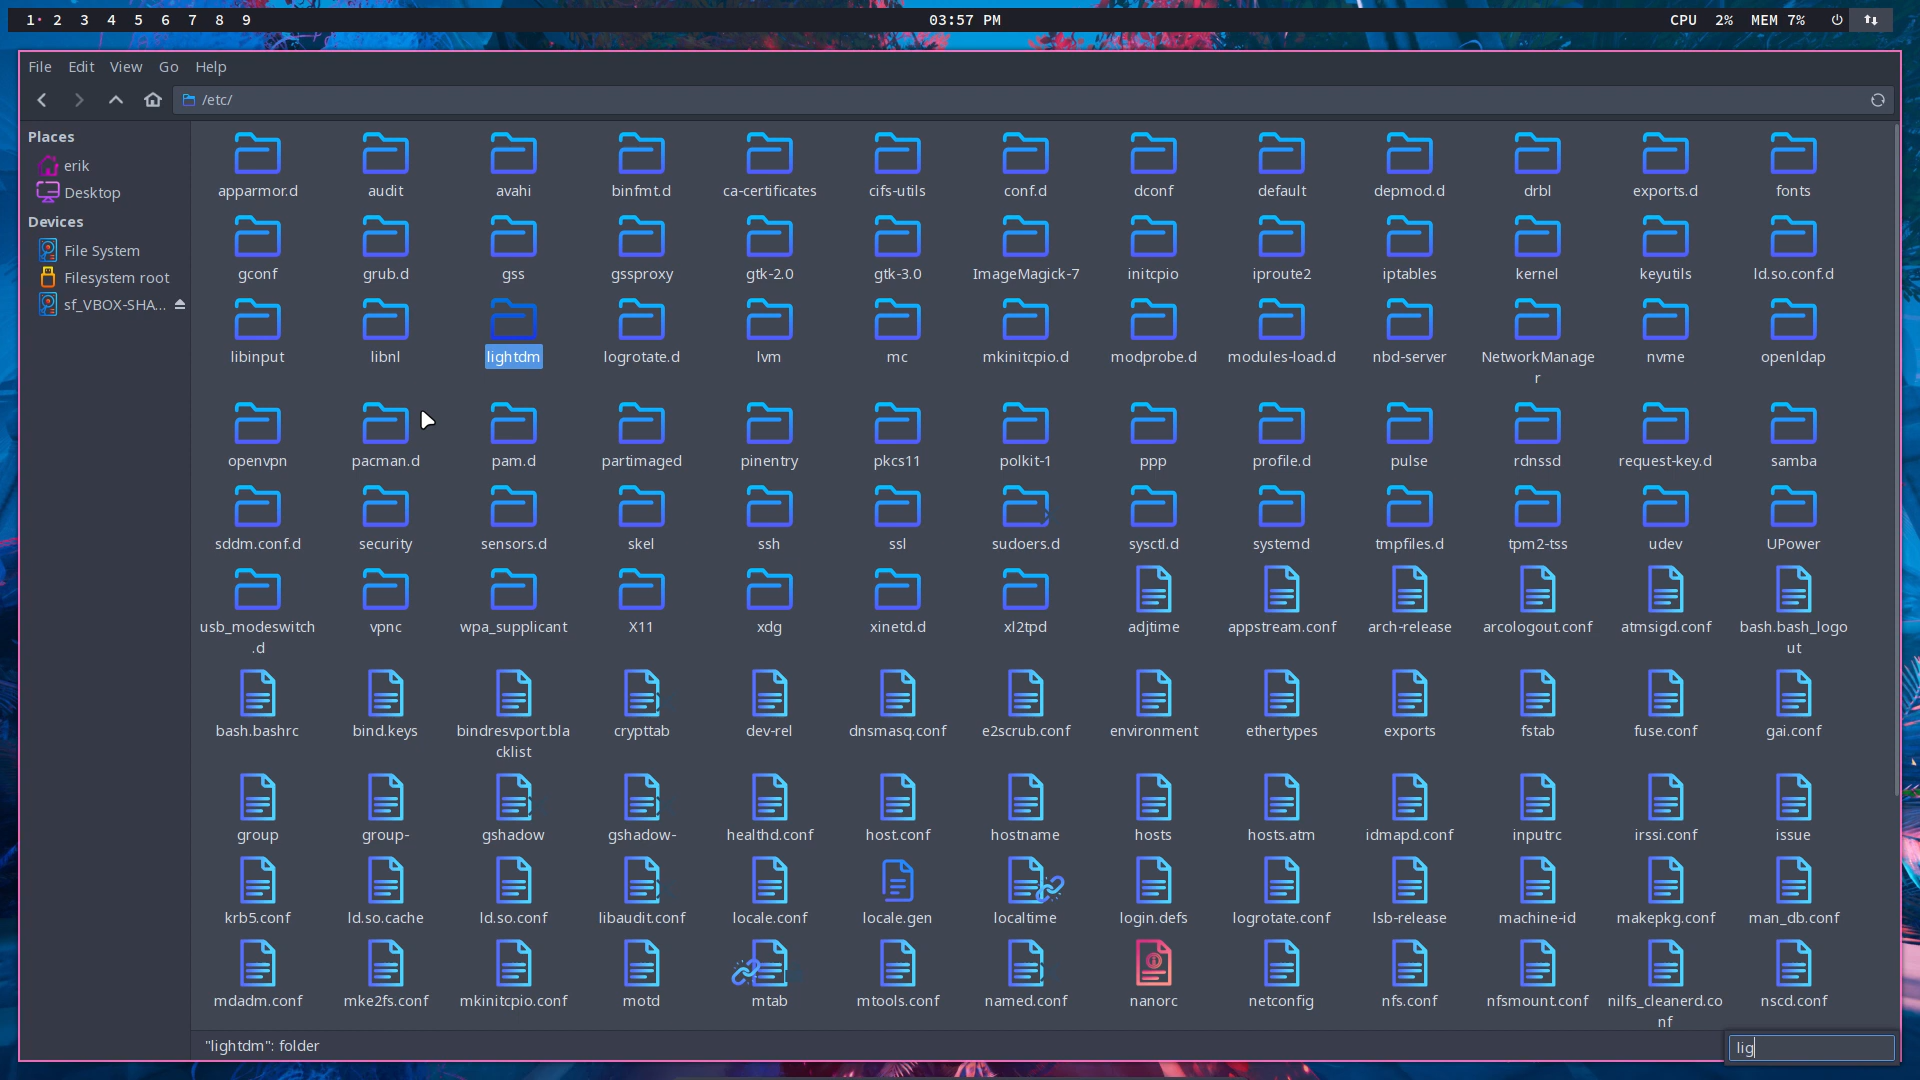 1 2 3 4 5 6 7 8 9 03:57 PM CPU 2% MEM 7%
File Edit View Go Help
/etc/
Places
erik
Desktop
Devices
File System
Filesystem root
sf_VBOX-SHA...
apparmor.d audit avahi binfmt.d ca-certificates cifs-utils conf.d dconf default depmod.d drbl exports.d fonts
gconf grub.d gss gssproxy gtk-2.0 gtk-3.0 ImageMagick-7 initcpio iproute2 iptables kernel keyutils ld.so.conf.d
libinput libnl lightdm logrotate.d lvm mc mkinitcpio.d modprobe.d modules-load.d nbd-server NetworkManage nvme openldap
r
openvpn pacman.d pam.d partimaged pinentry pkcs11 polkit-1 ppp profile.d pulse rdnssd request-key.d samba
sddm.conf.d security sensors.d skel ssh ssl sudoers.d sysctl.d systemd tmpfiles.d tpm2-tss udev UPower
usb_modeswitch vpnc wpa_supplicant X11 xdg xinetd.d xl2tpd adjtime appstream.conf arch-release arcologout.conf atmsigd.conf bash.bash_logo
.d ut
bash.bashrc bind.keys bindresvport.bla crypttab dev-rel dnsmasq.conf e2scrub.conf environment ethertypes exports fstab fuse.conf gai.conf
cklist
group group- gshadow gshadow- healthd.conf host.conf hostname hosts hosts.atm idmapd.conf inputrc irssi.conf issue
krb5.conf ld.so.cache ld.so.conf libaudit.conf locale.conf locale.gen localtime login.defs logrotate.conf lsb-release machine-id makepkg.conf man_db.conf
mdadm.conf mke2fs.conf mkinitcpio.conf motd mtab mtools.conf named.conf nanorc netconfig nfs.conf nfsmount.conf nilfs_cleanerd.co nscd.conf
nf
"lightdm": folder
lig